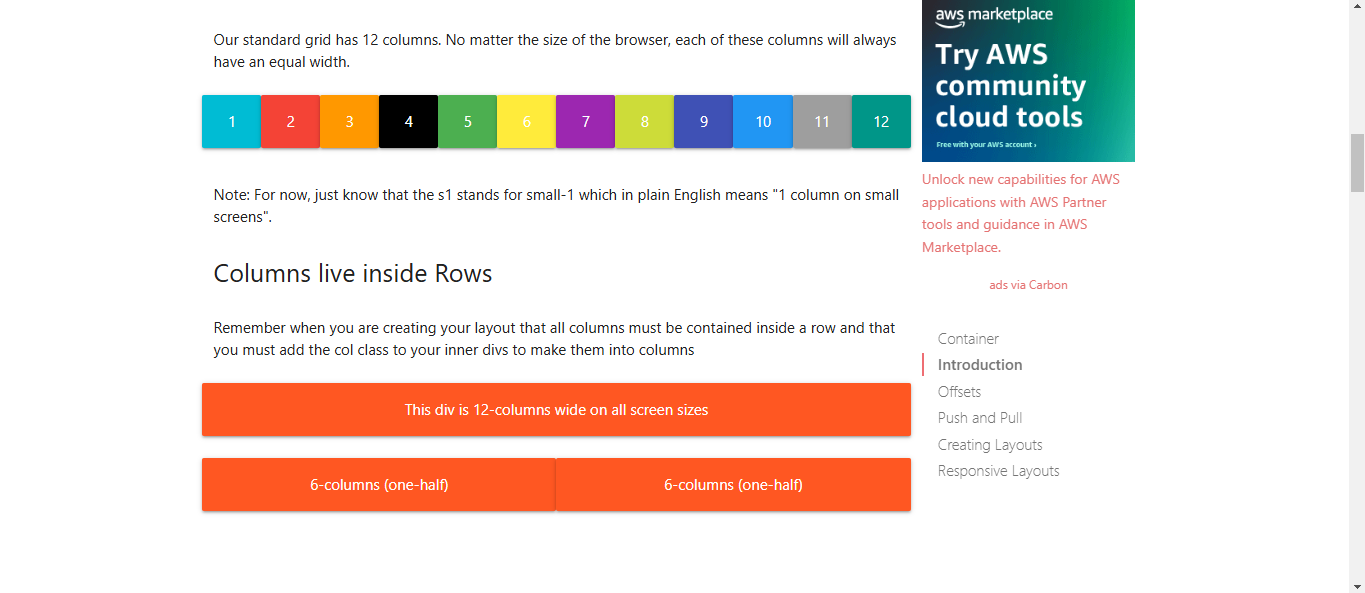 Our standard grid has 12 columns. No matter the size of the browser, each of these columns will always
have an equal width.
1 2 3 4 5 6 7 8 9 10 11 12
Note: For now, just know that the s1 stands for small-1 which in plain English means "1 column on small
screens".
Columns live inside Rows
Remember when you are creating your layout that all columns must be contained inside a row and that
you must add the col class to your inner divs to make them into columns
This div is 12-columns wide on all screen sizes
6-columns (one-half) 6-columns (one-half)
aws marketplace
Try AWS
community
cloud tools
Free with your AWS account ›
Unlock new capabilities for AWS
applications with AWS Partner
tools and guidance in AWS
Marketplace.
ads via Carbon
Container
Introduction
Offsets
Push and Pull
Creating Layouts
Responsive Layouts